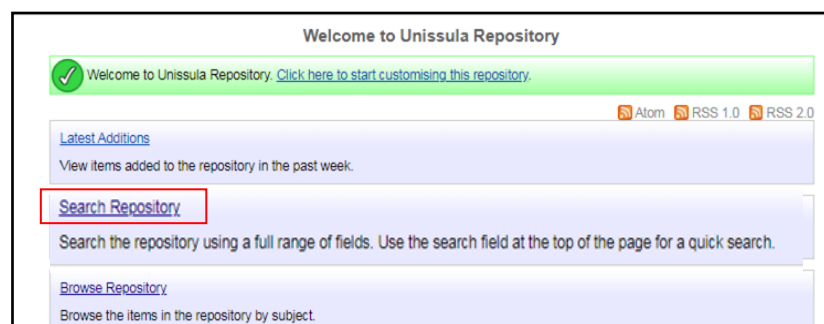 Welcome to Unissula Repository
Welcome to Unissula Repository. Click here to start customising this repository.
Atom RSS 1.0 RSS 2.0
Latest Additions
View items added to the repository in the past week.
Search Repository
Search the repository using a full range of fields. Use the search field at the top of the page for a quick search.
Browse Repository
Browse the items in the repository by subject.